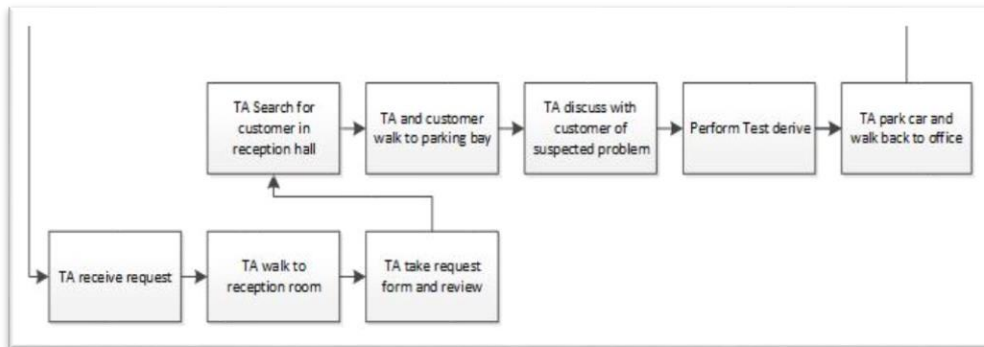 TA Search for
customer in
reception hall
TA and customer
walk to parking bay
TA discuss with
customer of
suspected problem
Perform Test derive
TA park car and
walk back to office
TA receive request
TA walk to
reception room
TA take request
form and review